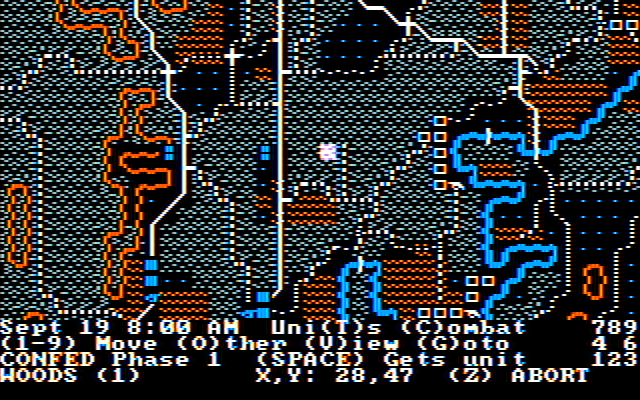 Sept 19 8:00 AM Uni(T)s (C)ombat 789
(1-9) Move (O)ther (V)iew (G)oto 4 6
CONFED Phase 1 (SPACE) Gets unit 123
WOODS (1) X,Y: 28,47 (Z) ABORT